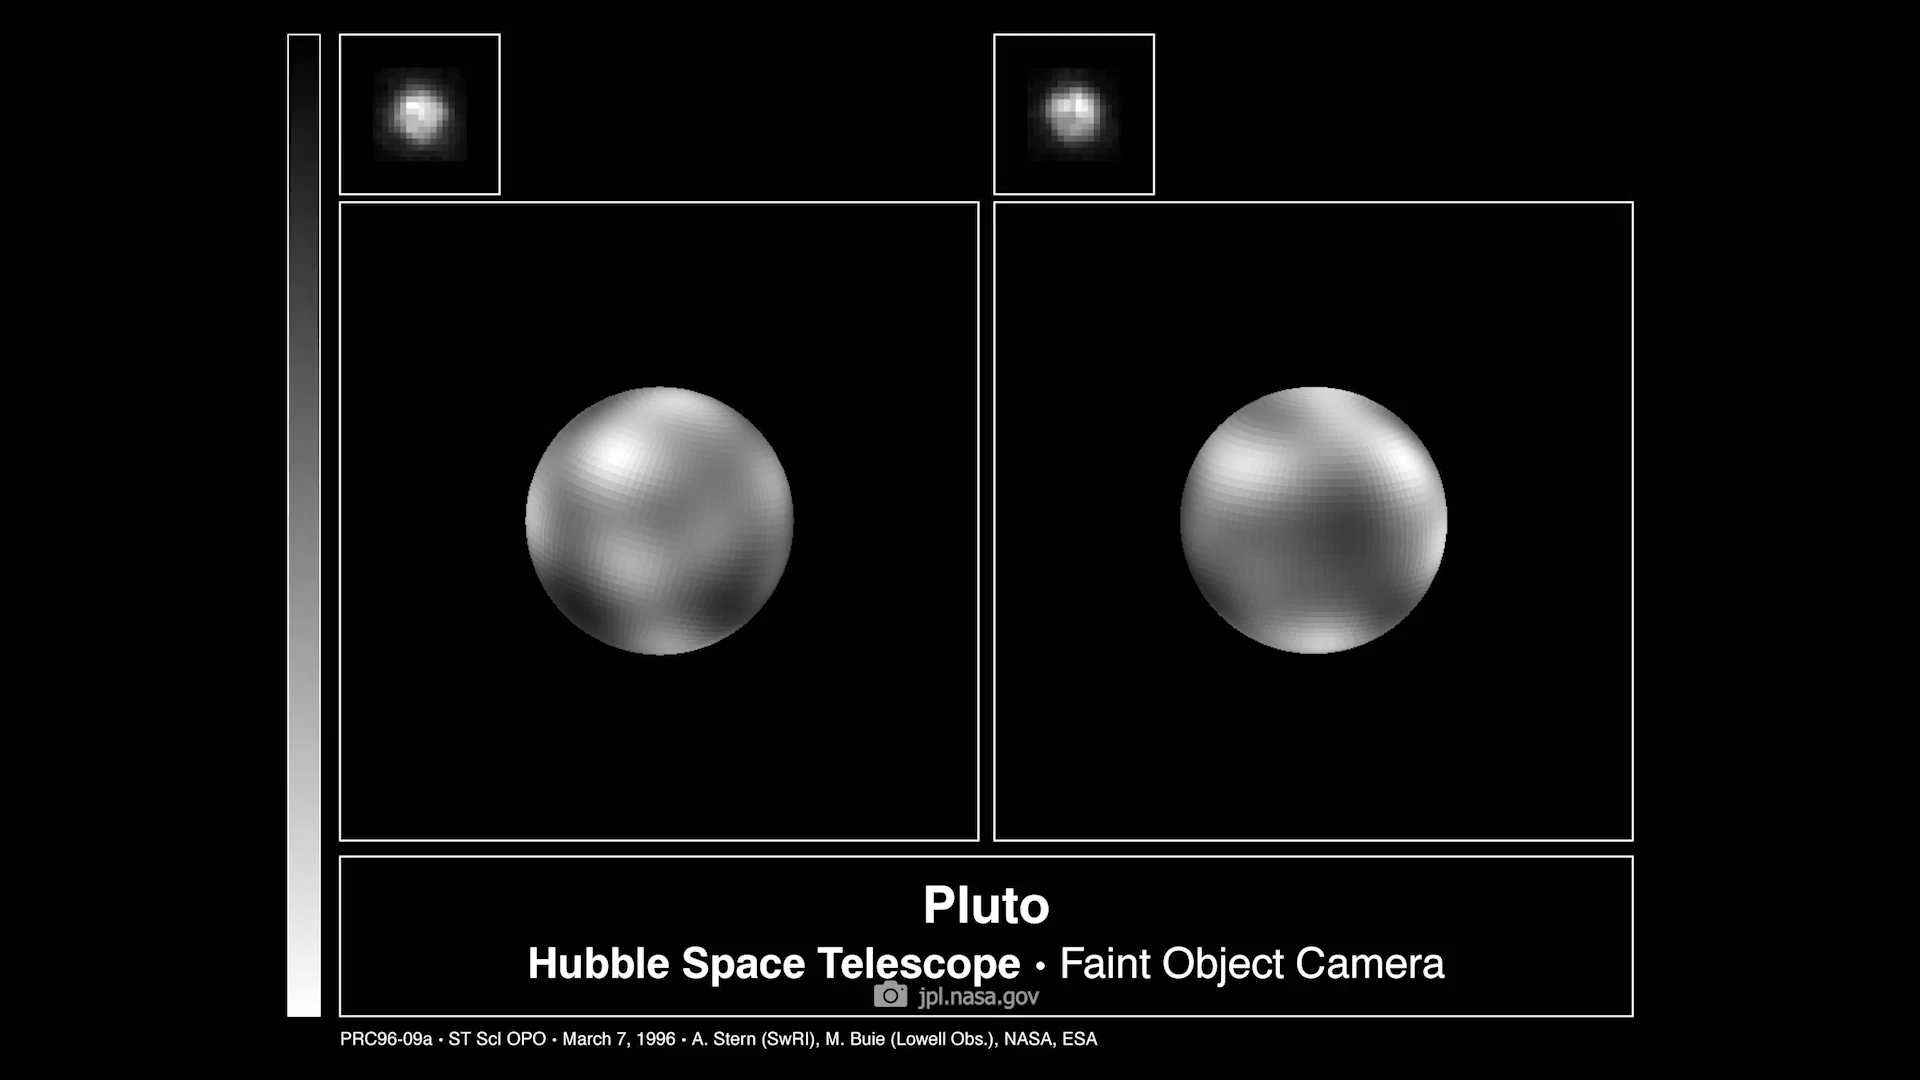 Pluto
Hubble Space Telescope • Faint Object Camera
jpl.nasa.gov
PRC96-09a • ST ScI OPO • March 7, 1996 • A. Stern (SwRI), M. Buie (Lowell Obs.), NASA, ESA